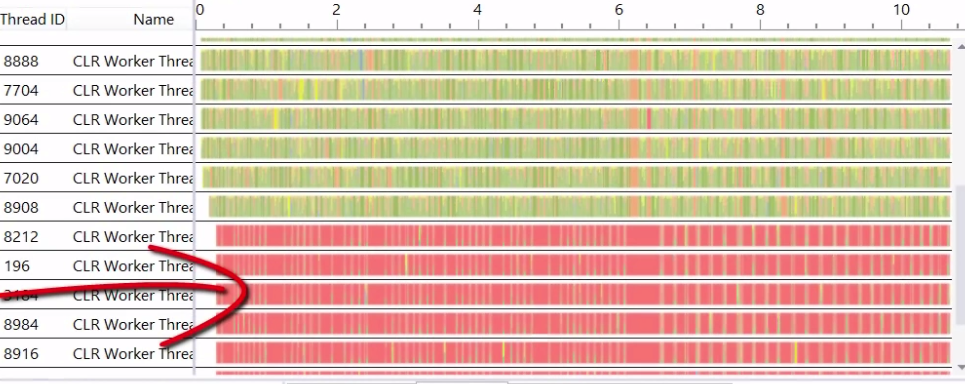 Thread ID Name 0 2 4 6 8 10
8888 CLR Worker Threa
7704 CLR Worker Threa
9064 CLR Worker Threa
9004 CLR Worker Threa
7020 CLR Worker Threa
8908 CLR Worker Threa
8212 CLR Worker Threa
196 CLR Worker Threa
3184 CLR Worker Threa
8984 CLR Worker Threa
8916 CLR Worker Threa